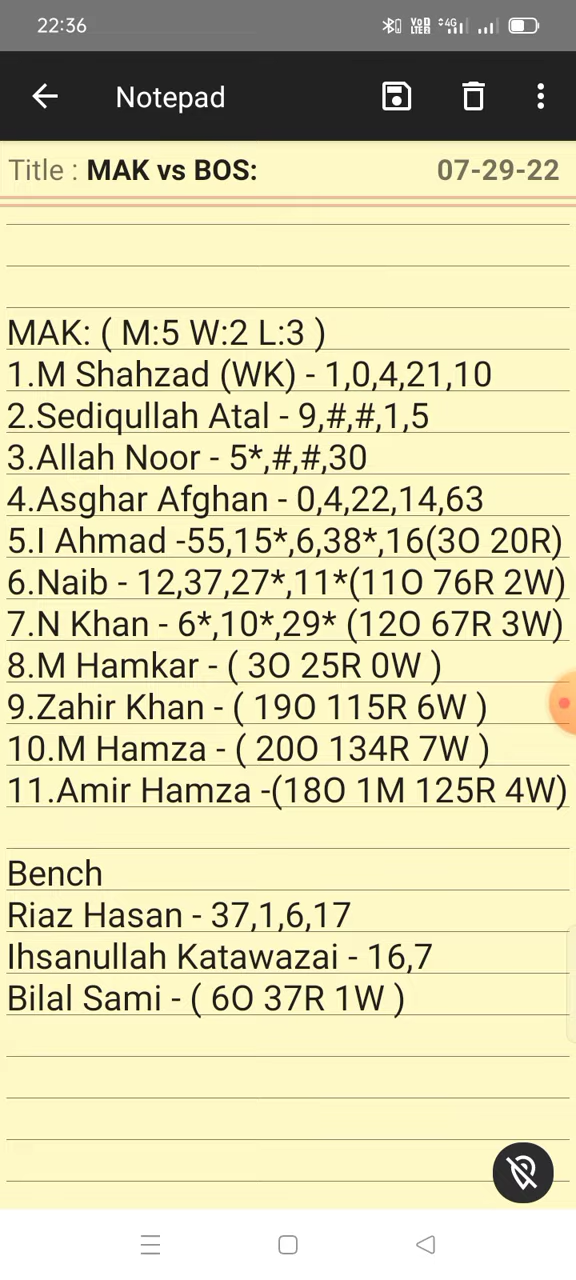 22:36
VoD LTE R 4G
Notepad
Title : MAK vs BOS: 07-29-22
MAK: ( M:5 W:2 L:3 )
1.M Shahzad (WK) - 1,0,4,21,10
2.Sediqullah Atal - 9,#,#,1,5
3.Allah Noor - 5*,#,#,30
4.Asghar Afghan - 0,4,22,14,63
5.I Ahmad -55,15*,6,38*,16(3O 20R)
6.Naib - 12,37,27*,11*(11O 76R 2W)
7.N Khan - 6*,10*,29* (12O 67R 3W)
8.M Hamkar - ( 3O 25R 0W )
9.Zahir Khan - ( 19O 115R 6W )
10.M Hamza - ( 20O 134R 7W )
11.Amir Hamza -(18O 1M 125R 4W)
Bench
Riaz Hasan - 37,1,6,17
Ihsanullah Katawazai - 16,7
Bilal Sami - ( 6O 37R 1W )